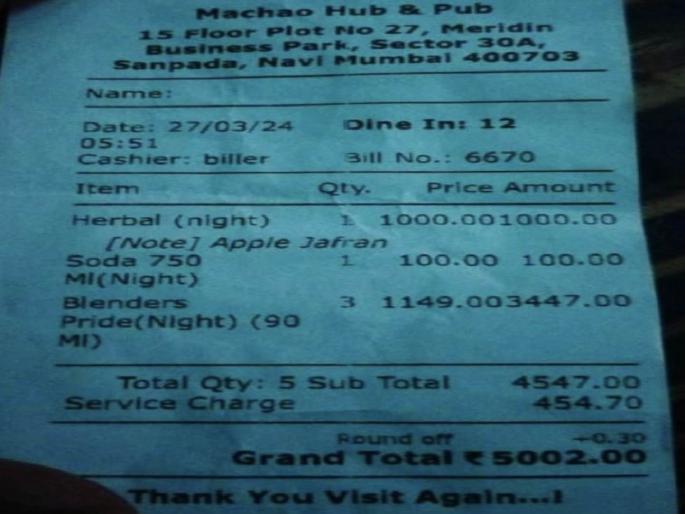 Machao Hub & Pub
15 Floor Plot No 27, Meridin
Business Park, Sector 30A,
Sanpada, Navi Mumbai 400703
Name:
Date: 27/03/24 Dine In: 12
05:51
Cashier: biller Bill No.: 6670
Item Qty. Price Amount
Herbal (night) 1 1000.00 1000.00
[Note] Apple Jafran
Soda 750 1 100.00 100.00
Ml(Night)
Blenders 3 1149.00 3447.00
Pride(Night) (90
Ml)
Total Qty: 5 Sub Total 4547.00
Service Charge 454.70
Round off +0.30
Grand Total ₹ 5002.00
Thank You Visit Again...!